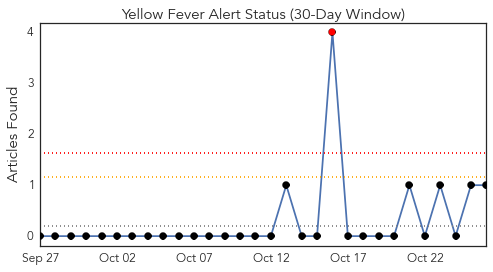 Yellow Fever Alert Status (30-Day Window)
Articles Found
4
3
2
1
0
Sep 27 Oct 02 Oct 07 Oct 12 Oct 17 Oct 22